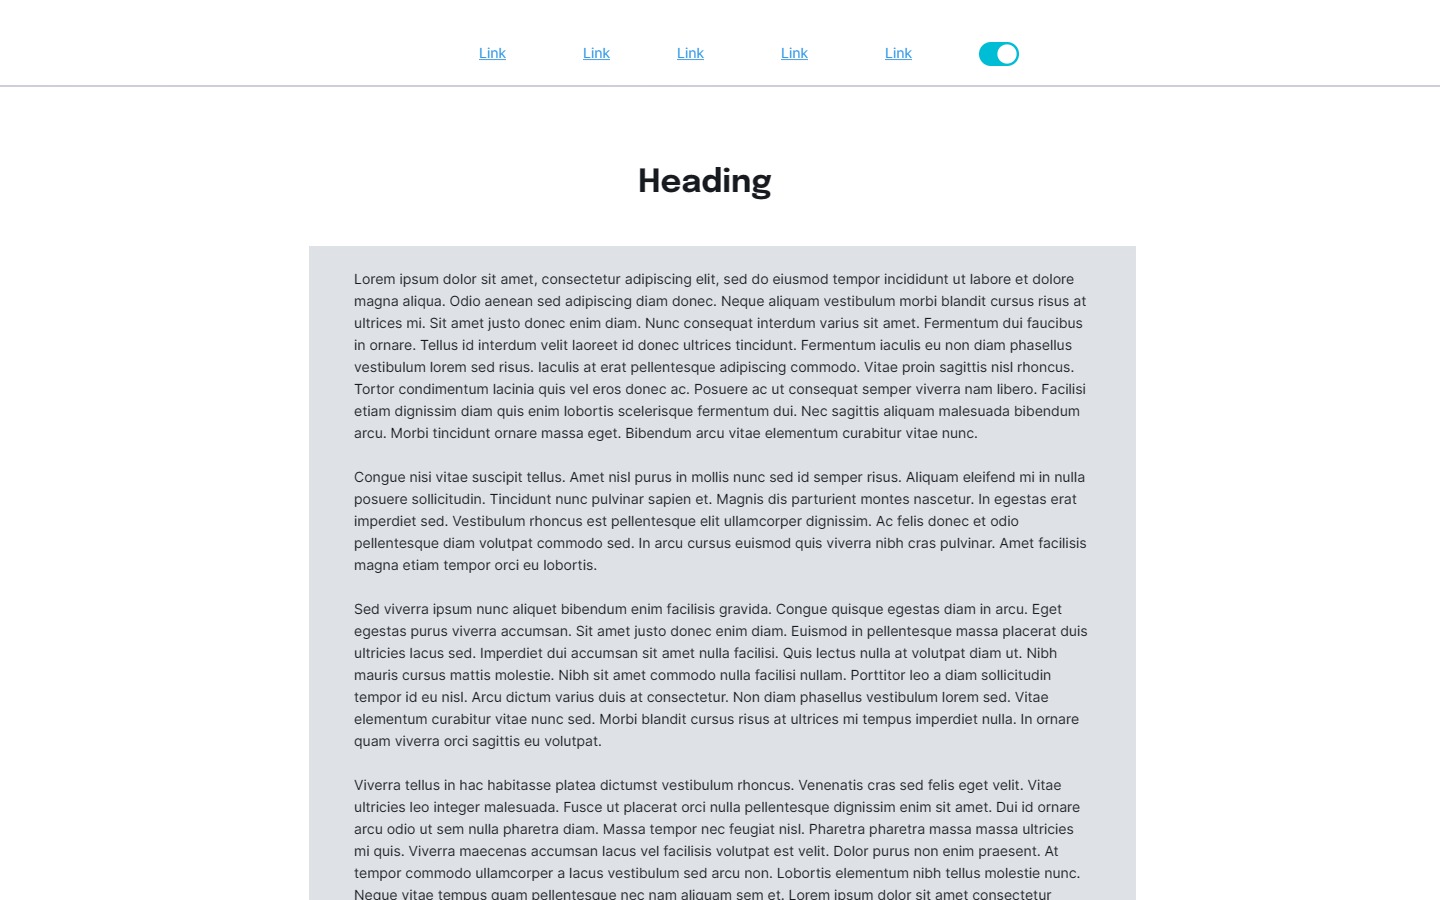 Link Link Link Link Link
Heading
Lorem ipsum dolor sit amet, consectetur adipiscing elit, sed do eiusmod tempor incididunt ut labore et dolore
magna aliqua. Odio aenean sed adipiscing diam donec. Neque aliquam vestibulum morbi blandit cursus risus at
ultrices mi. Sit amet justo donec enim diam. Nunc consequat interdum varius sit amet. Fermentum dui faucibus
in ornare. Tellus id interdum velit laoreet id donec ultrices tincidunt. Fermentum iaculis eu non diam phasellus
vestibulum lorem sed risus. Iaculis at erat pellentesque adipiscing commodo. Vitae proin sagittis nisl rhoncus.
Tortor condimentum lacinia quis vel eros donec ac. Posuere ac ut consequat semper viverra nam libero. Facilisi
etiam dignissim diam quis enim lobortis scelerisque fermentum dui. Nec sagittis aliquam malesuada bibendum
arcu. Morbi tincidunt ornare massa eget. Bibendum arcu vitae elementum curabitur vitae nunc.
Congue nisi vitae suscipit tellus. Amet nisl purus in mollis nunc sed id semper risus. Aliquam eleifend mi in nulla
posuere sollicitudin. Tincidunt nunc pulvinar sapien et. Magnis dis parturient montes nascetur. In egestas erat
imperdiet sed. Vestibulum rhoncus est pellentesque elit ullamcorper dignissim. Ac felis donec et odio
pellentesque diam volutpat commodo sed. In arcu cursus euismod quis viverra nibh cras pulvinar. Amet facilisis
magna etiam tempor orci eu lobortis.
Sed viverra ipsum nunc aliquet bibendum enim facilisis gravida. Congue quisque egestas diam in arcu. Eget
egestas purus viverra accumsan. Sit amet justo donec enim diam. Euismod in pellentesque massa placerat duis
ultricies lacus sed. Imperdiet dui accumsan sit amet nulla facilisi. Quis lectus nulla at volutpat diam ut. Nibh
mauris cursus mattis molestie. Nibh sit amet commodo nulla facilisi nullam. Porttitor leo a diam sollicitudin
tempor id eu nisl. Arcu dictum varius duis at consectetur. Non diam phasellus vestibulum lorem sed. Vitae
elementum curabitur vitae nunc sed. Morbi blandit cursus risus at ultrices mi tempus imperdiet nulla. In ornare
quam viverra orci sagittis eu volutpat.
Viverra tellus in hac habitasse platea dictumst vestibulum rhoncus. Venenatis cras sed felis eget velit. Vitae
ultricies leo integer malesuada. Fusce ut placerat orci nulla pellentesque dignissim enim sit amet. Dui id ornare
arcu odio ut sem nulla pharetra diam. Massa tempor nec feugiat nisl. Pharetra pharetra massa massa ultricies
mi quis. Viverra maecenas accumsan lacus vel facilisis volutpat est velit. Dolor purus non enim praesent. At
tempor commodo ullamcorper a lacus vestibulum sed arcu non. Lobortis elementum nibh tellus molestie nunc.
Neque vitae tempus quam pellentesque nec nam aliquam sem et. Lorem ipsum dolor sit amet consectetur